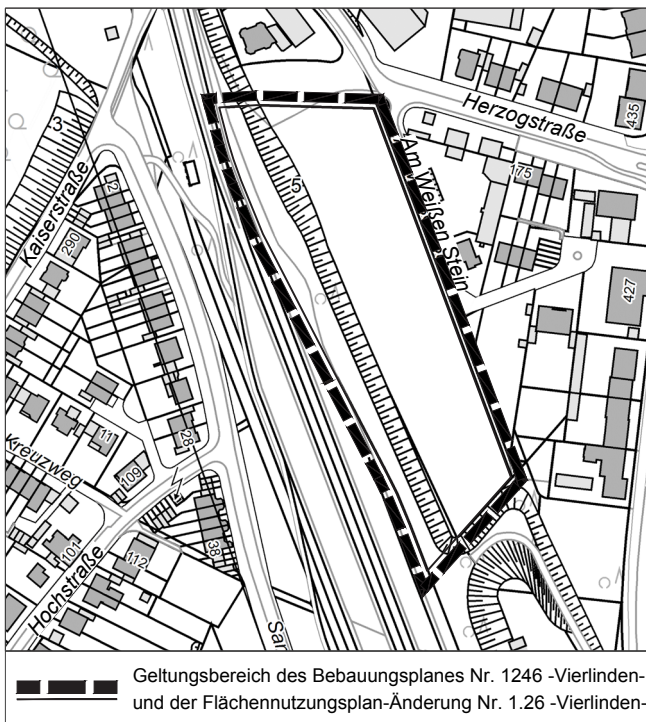 Herzogstraße
435
Am Weißen Stein
175
3
5
2
Kaiserstraße
290
427
11
28
Kreuzweg
109
38
101
112
Hochstraße
Sar
Geltungsbereich des Bebauungsplanes Nr. 1246 -Vierlinden-
und der Flächennutzungsplan-Änderung Nr. 1.26 -Vierlinden-